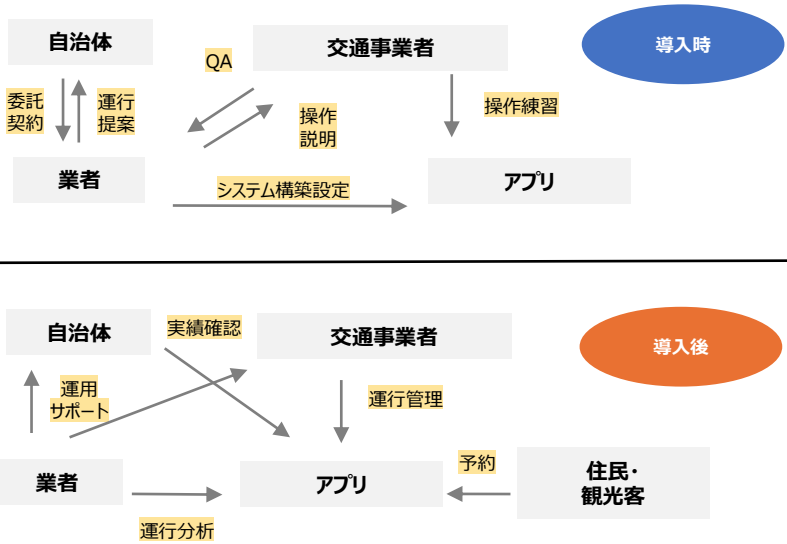 自治体
交通事業者
導入時
QA
委託
契約
運行
提案
操作
説明
操作練習
業者
アプリ
システム構築設定
自治体
実績確認
交通事業者
導入後
運用
サポート
運行管理
予約
業者
アプリ
住民・
観光客
運行分析